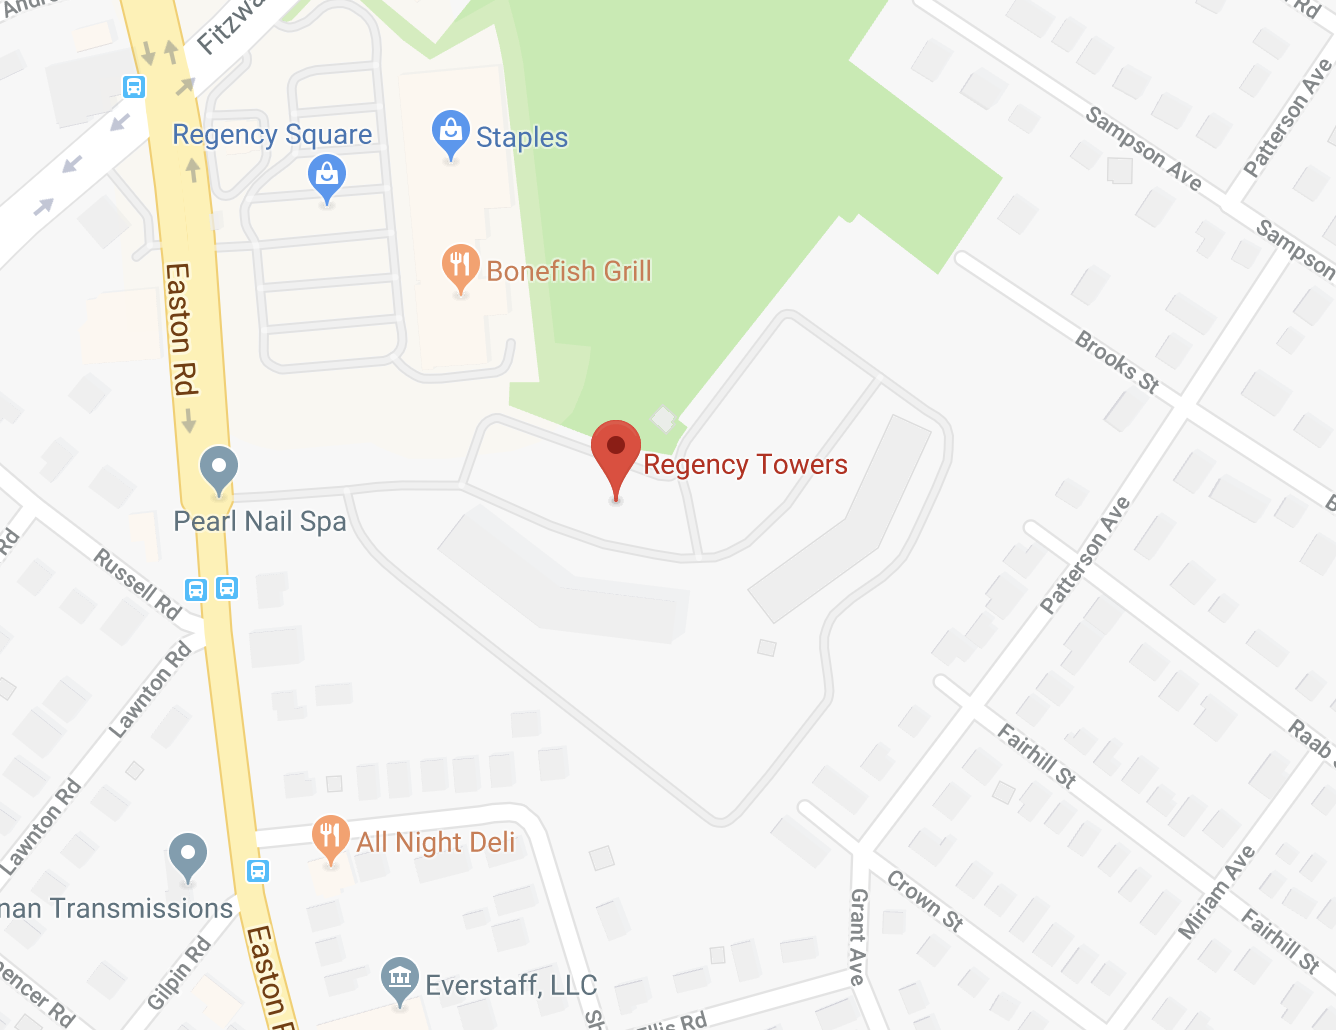 Rd
Fitzwa
Patterson Ave
Sampson Ave
Regency Square
Staples
Sampson
Bonefish Grill
Easton Rd
Brooks St
Regency Towers
Pearl Nail Spa
Rd
Russell Rd
Patterson Ave
Lawnton Rd
Fairhill St
Raab S
Lawnton Rd
All Night Deli
Miriam Ave
Crown St
Grant Ave
nan Transmissions
Fairhill St
Gilpin Rd
Easton R
Everstaff, LLC
encer Rd
Sh
Ellis Rd